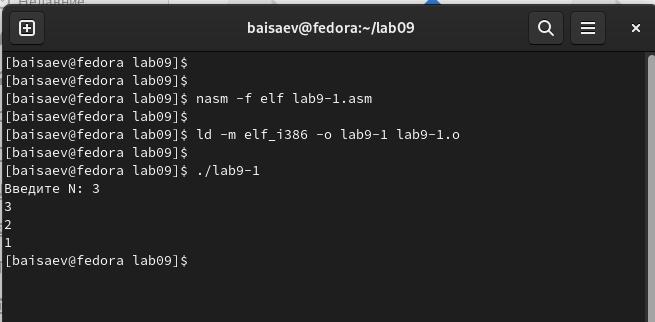 baisaev@fedora:~/lab09
[baisaev@fedora lab09]$
[baisaev@fedora lab09]$
[baisaev@fedora lab09]$ nasm -f elf lab9-1.asm
[baisaev@fedora lab09]$
[baisaev@fedora lab09]$ ld -m elf_i386 -o lab9-1 lab9-1.o
[baisaev@fedora lab09]$
[baisaev@fedora lab09]$ ./lab9-1
Введите N: 3
3
2
1
[baisaev@fedora lab09]$